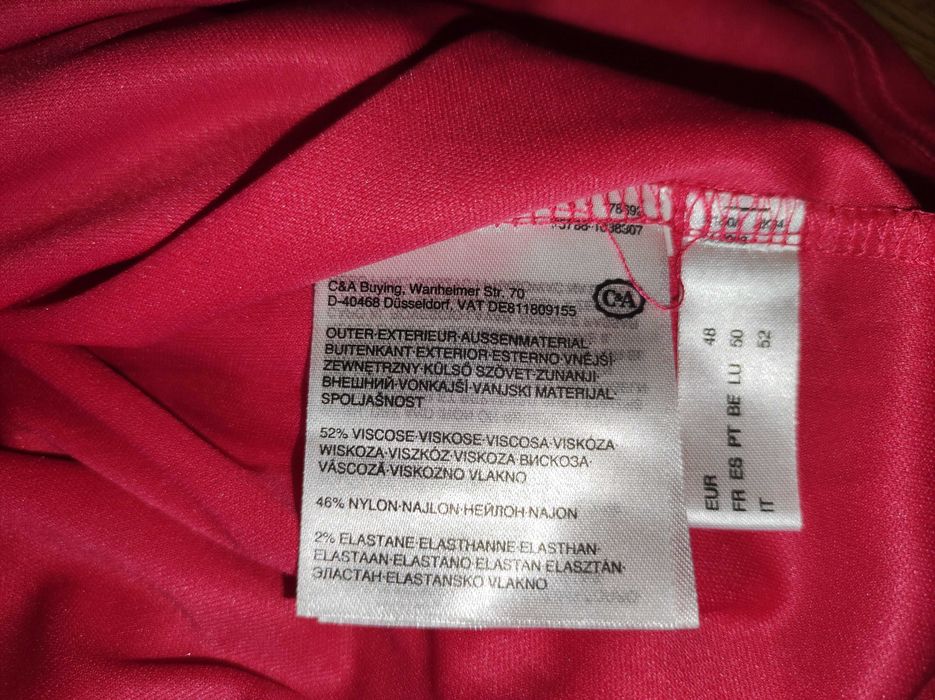 C&A Buying, Wanheimer Str. 70
D-40468 Düsseldorf, VAT DE811809155
C&A
OUTER·EXTERIEUR·AUSSENMATERIAL·
BUITENKANT·EXTERIOR·ESTERNO·VNĚJŠÍ·
ZEWNĘTRZNY·KÜLSŐ SZÖVET·ZUNANJI·
ВНЕШНИЙ·VONKAJŠÍ·VANJSKI MATERIJAL·
SPOLJAŠNOST
52% VISCOSE·VISKOSE·VISCOSA·VISKÓZA·
WISKOZA·VISZKÓZ·VISKOZA·ВИСКОЗА·
VÂSCOZĂ·VISKOZNO VLAKNO
46% NYLON·NAJLON·НЕЙЛОН·NAJON
2% ELASTANE·ELASTHANNE·ELASTHAN·
ELASTAAN·ELASTANO·ELASTAN·ELASZTÁN·
ЭЛАСТАН·ELASTANSKO VLAKNO
EUR 48
FR ES PT BE LU 50
IT 52